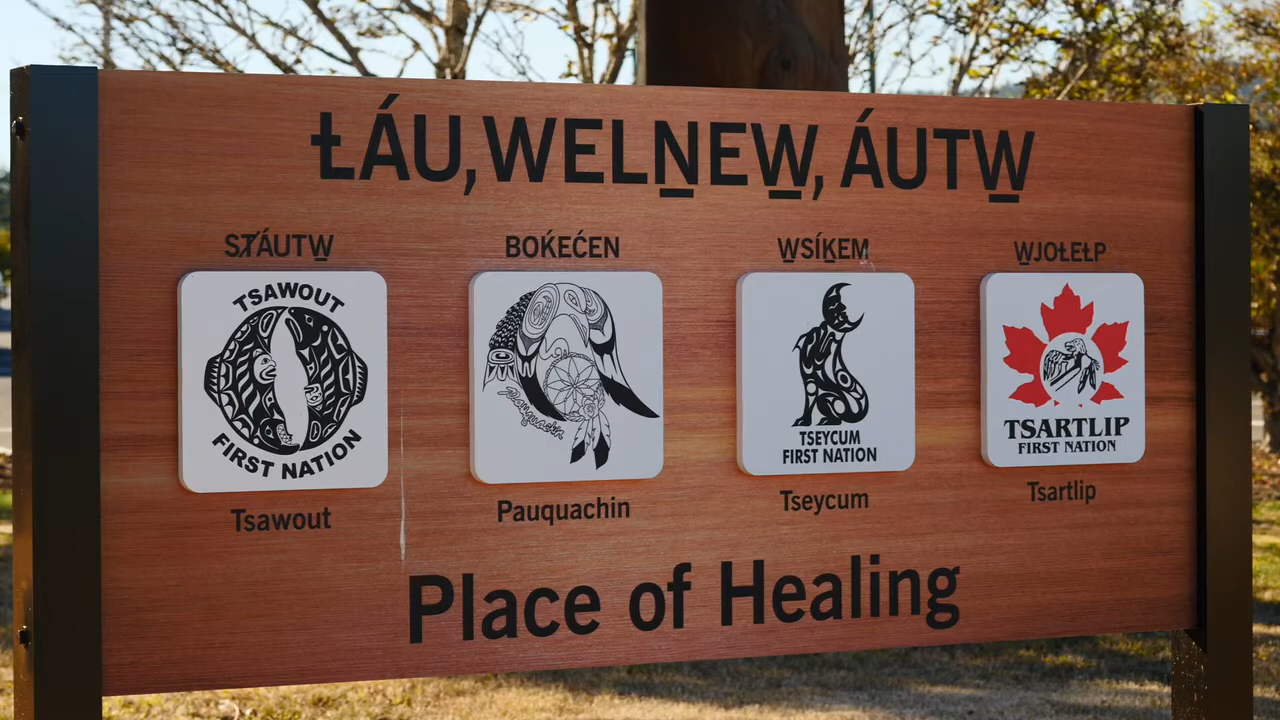 ȽÁU,WELṈEW̱, ÁUTW̱
SȾÁUTW̱
TSAWOUT
FIRST NATION
Tsawout
BOḰEĆEN
Pauquachin
Pauquachin
W̱SÍḴEM
TSEYCUM
FIRST NATION
Tseycum
W̱JOȽEȽP
TSARTLIP
FIRST NATION
Tsartlip
Place of Healing